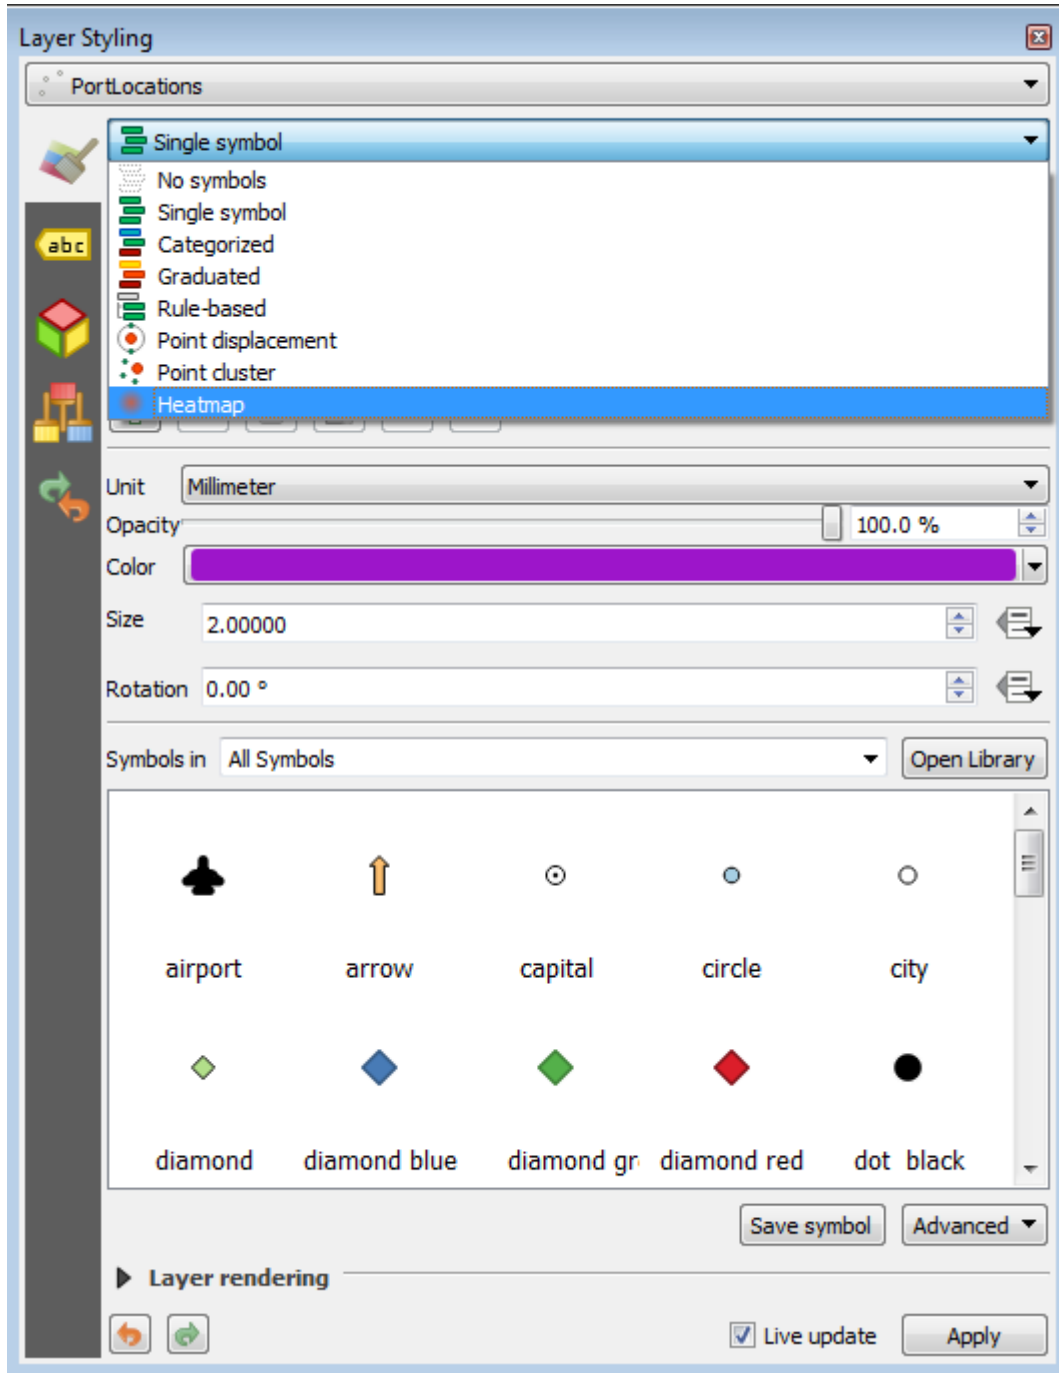 Layer Styling
PortLocations
Single symbol
No symbols
Single symbol
abc
Categorized
Graduated
Rule-based
Point displacement
Point cluster
Heatmap
Unit Millimeter
Opacity 100.0 %
Color
Size 2.00000
Rotation 0.00 °
Symbols in All Symbols Open Library
airport arrow capital circle city
diamond diamond blue diamond gr diamond red dot black
Save symbol Advanced
Layer rendering
Live update Apply